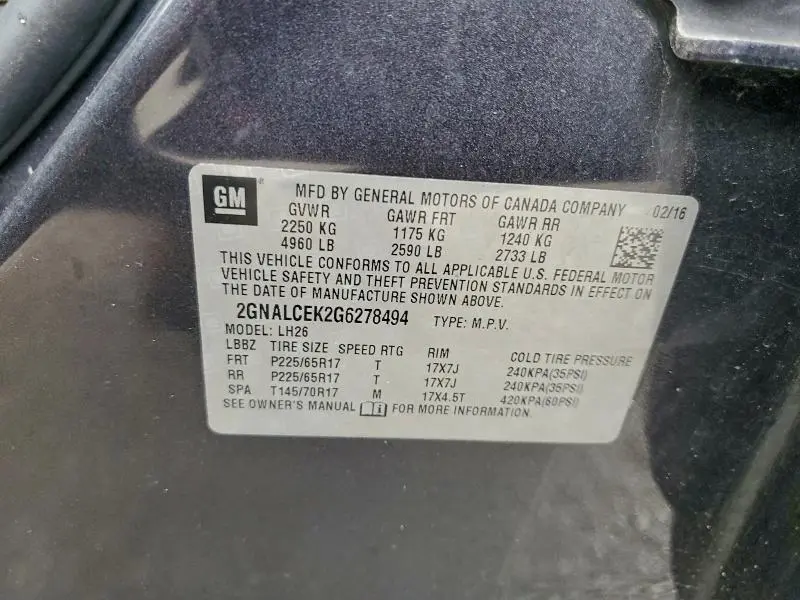 GM ®
MFD BY GENERAL MOTORS OF CANADA COMPANY 02/16
GVWR GAWR FRT GAWR RR
2250 KG 1175 KG 1240 KG
4960 LB 2590 LB 2733 LB
THIS VEHICLE CONFORMS TO ALL APPLICABLE U.S. FEDERAL MOTOR
VEHICLE SAFETY AND THEFT PREVENTION STANDARDS IN EFFECT ON
THE DATE OF MANUFACTURE SHOWN ABOVE.
2GNALCEK2G6278494 TYPE: M.P.V.
MODEL: LH26
LBBZ TIRE SIZE SPEED RTG RIM COLD TIRE PRESSURE
FRT P225/65R17 T 17X7J 240KPA(35PSI)
RR P225/65R17 T 17X7J 240KPA(35PSI)
SPA T145/70R17 M 17X4.5T 420KPA(60PSI)
SEE OWNER'S MANUAL FOR MORE INFORMATION.